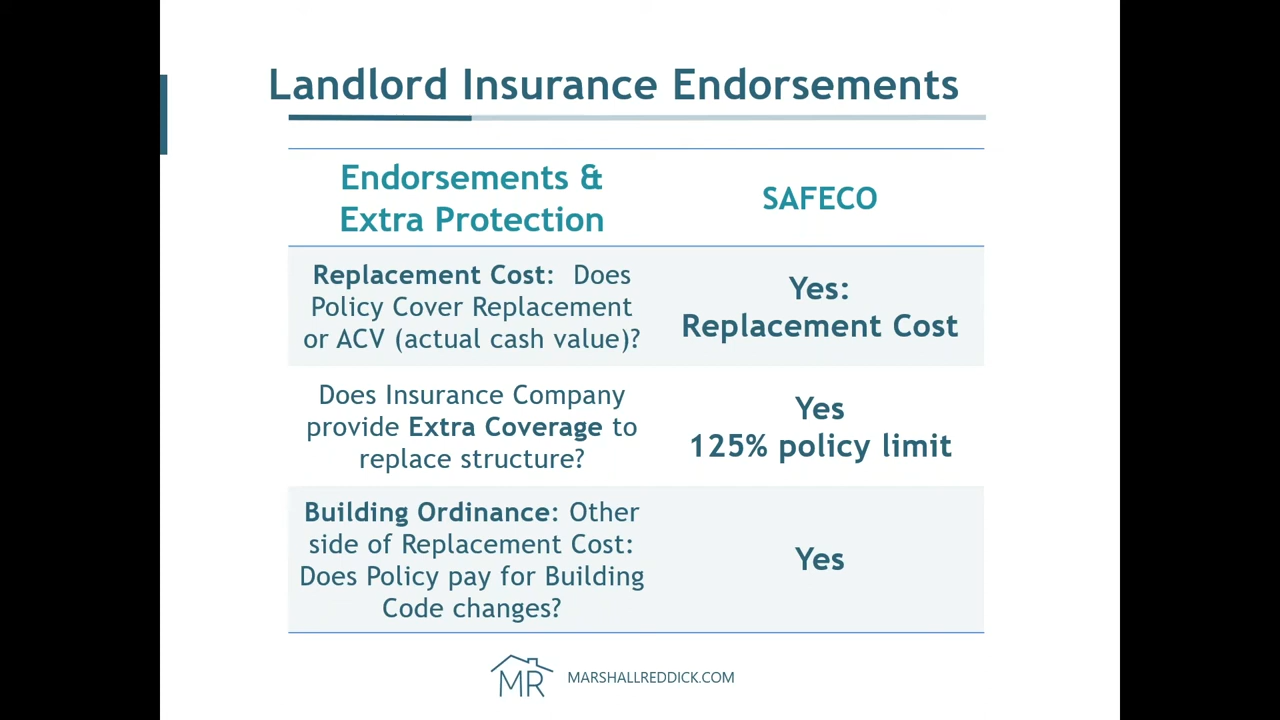 Landlord Insurance Endorsements
Endorsements &
Extra Protection
SAFECO
Replacement Cost: Does
Policy Cover Replacement
or ACV (actual cash value)?
Yes:
Replacement Cost
Does Insurance Company
provide Extra Coverage to
replace structure?
Yes
125% policy limit
Building Ordinance: Other
side of Replacement Cost:
Does Policy pay for Building
Code changes?
Yes
MR
MARSHALLREDDICK.COM